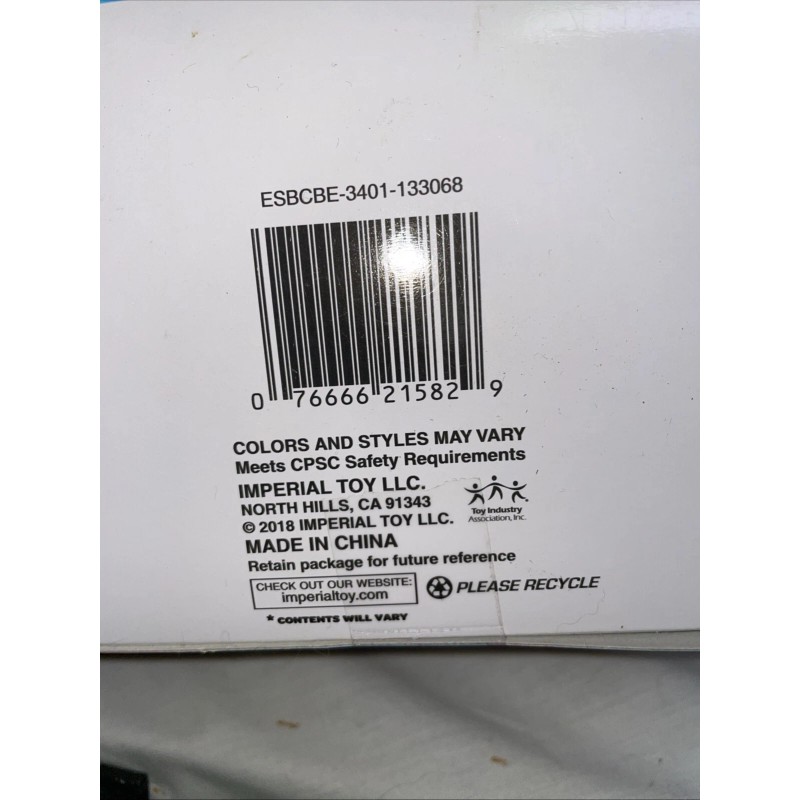 ESBCBE-3401-133068
0 76666 21582 9
COLORS AND STYLES MAY VARY
Meets CPSC Safety Requirements
IMPERIAL TOY LLC.
NORTH HILLS, CA 91343
© 2018 IMPERIAL TOY LLC.
Toy Industry
Association, Inc.
MADE IN CHINA
Retain package for future reference
CHECK OUT OUR WEBSITE:
imperialtoy.com
PLEASE RECYCLE
* CONTENTS WILL VARY